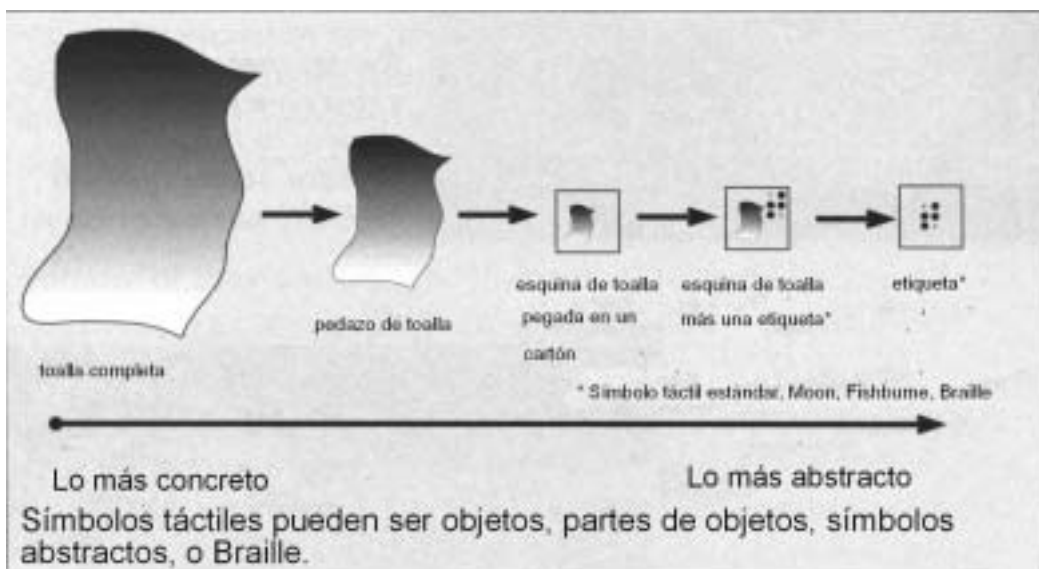 toalla completa
pedazo de toalla
esquina de toalla
pegada en un
cartón
esquina de toalla
más una etiqueta*
etiqueta*
* Símbolo táctil estándar, Moon, Fishburne, Braille
Lo más concreto
Lo más abstracto
Símbolos táctiles pueden ser objetos, partes de objetos, símbolos
abstractos, o Braille.